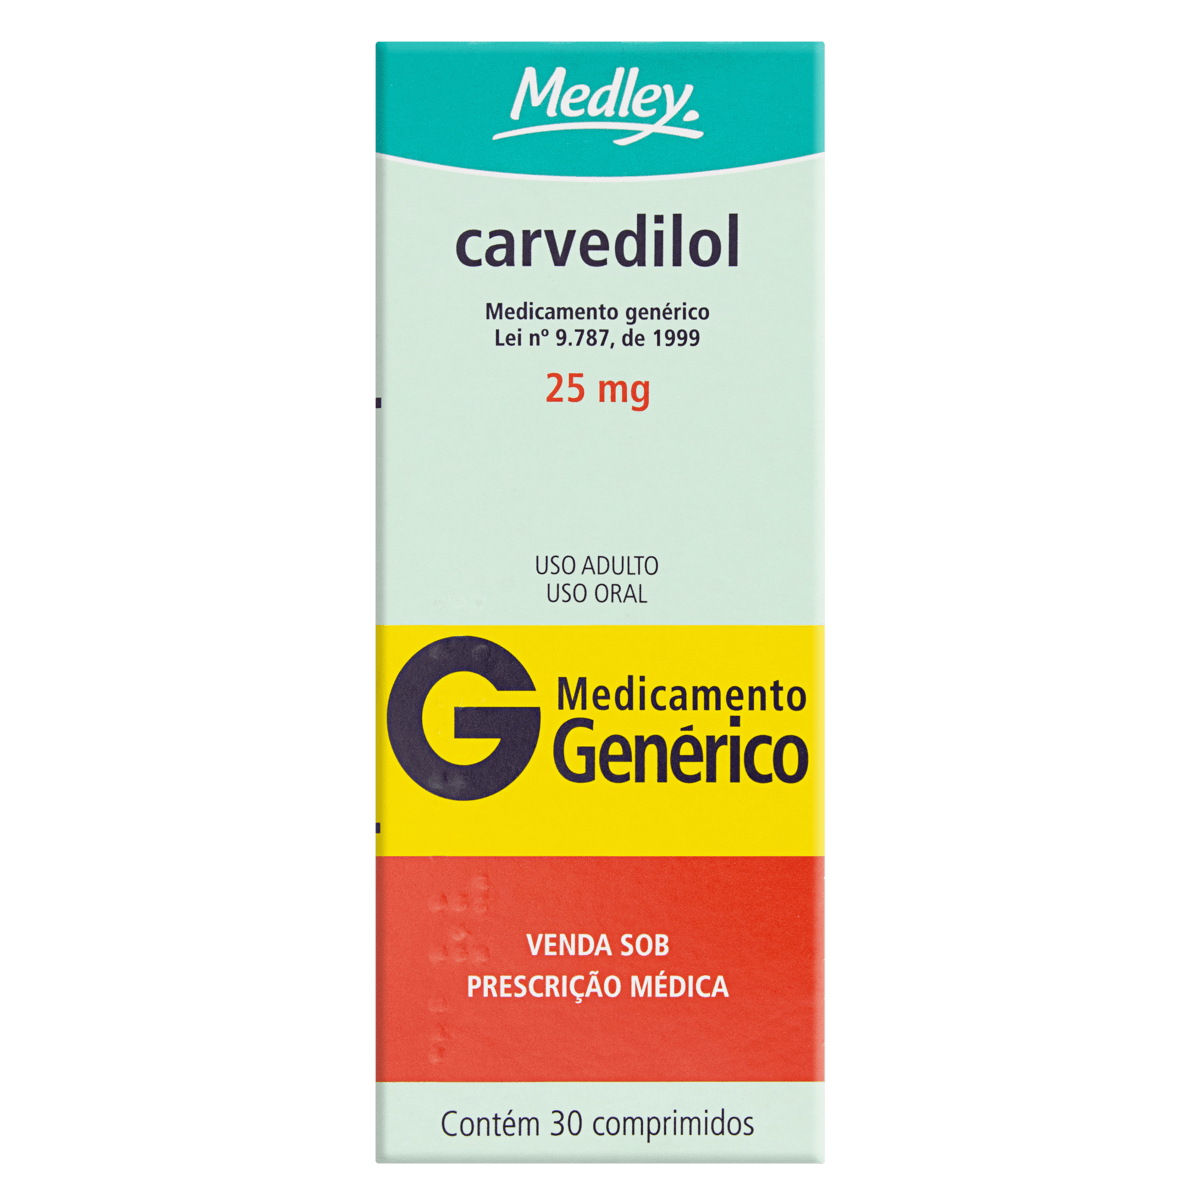 Medley.
carvedilol
Medicamento genérico
Lei nº 9.787, de 1999
25 mg
USO ADULTO
USO ORAL
G Medicamento
Genérico
VENDA SOB
PRESCRIÇÃO MÉDICA
Contém 30 comprimidos